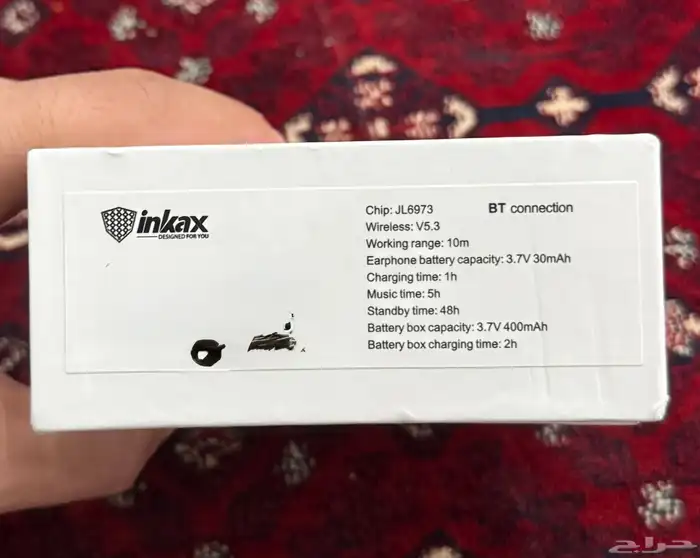 inkax
DESIGNED FOR YOU
Chip: JL6973
BT connection
Wireless: V5.3
Working range: 10m
Earphone battery capacity: 3.7V 30mAh
Charging time: 1h
Music time: 5h
Standby time: 48h
Battery box capacity: 3.7V 400mAh
Battery box charging time: 2h
حراج